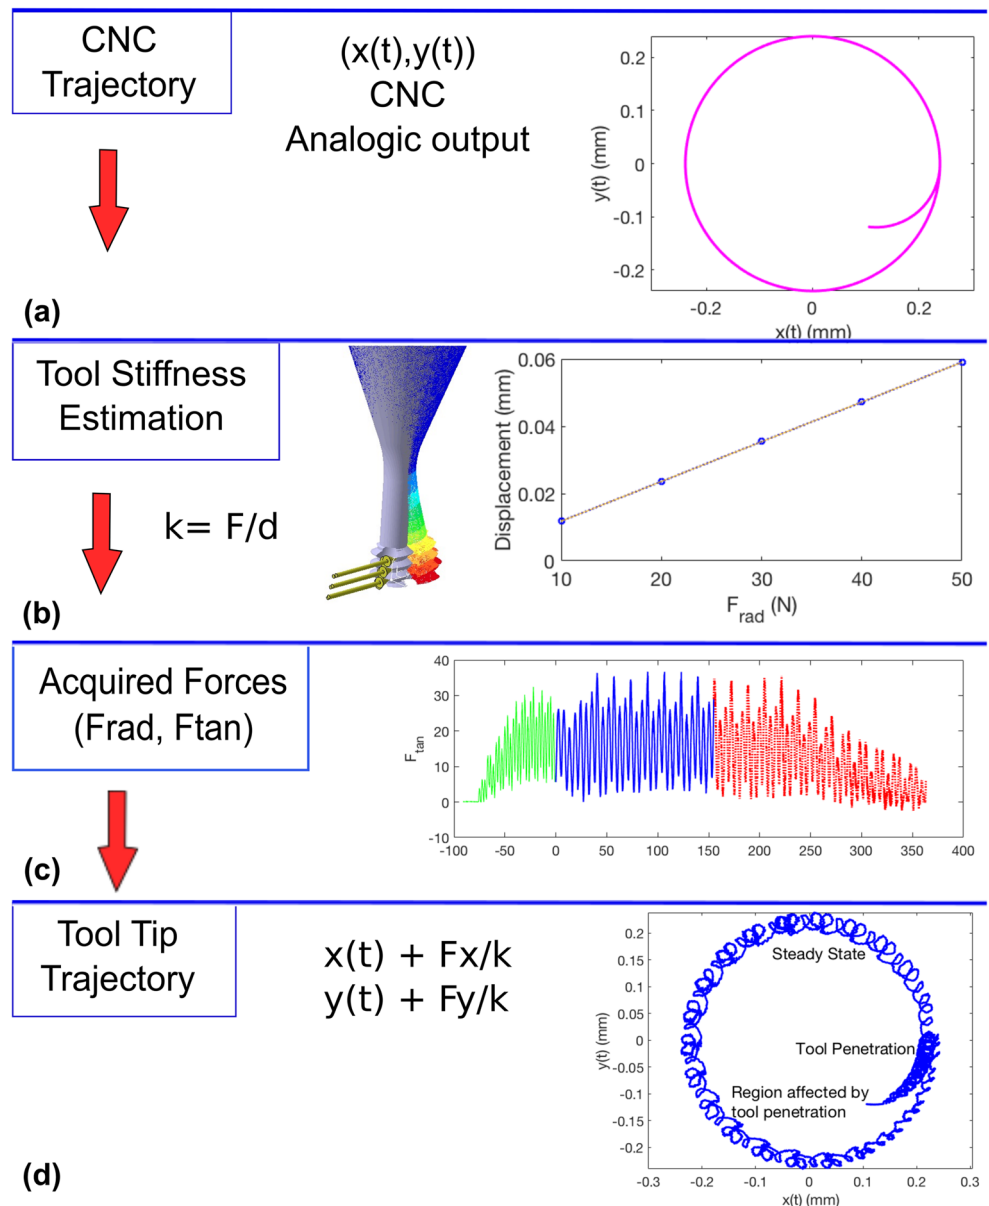 CNC
Trajectory
(x(t),y(t))
CNC
Analogic output
0.2
0.1
0
-0.1
-0.2
y(t) (mm)
-0.2
0
0.2
x(t) (mm)
(a)
Tool Stiffness
Estimation
k= F/d
0.06
0.04
0.02
0
Displacement (mm)
10
20
30
40
50
F_rad (N)
(b)
Acquired Forces
(Frad, Ftan)
40
30
20
10
0
-10
F_tan
-100
-50
0
50
100
150
200
250
300
350
400
(c)
Tool Tip
Trajectory
x(t) + Fx/k
y(t) + Fy/k
0.2
0.15
0.1
0.05
0
-0.05
-0.1
-0.15
-0.2
y(t) (mm)
Steady State
Tool Penetration
Region affected by
tool penetration
-0.3
-0.2
-0.1
0
0.1
0.2
0.3
x(t) (mm)
(d)